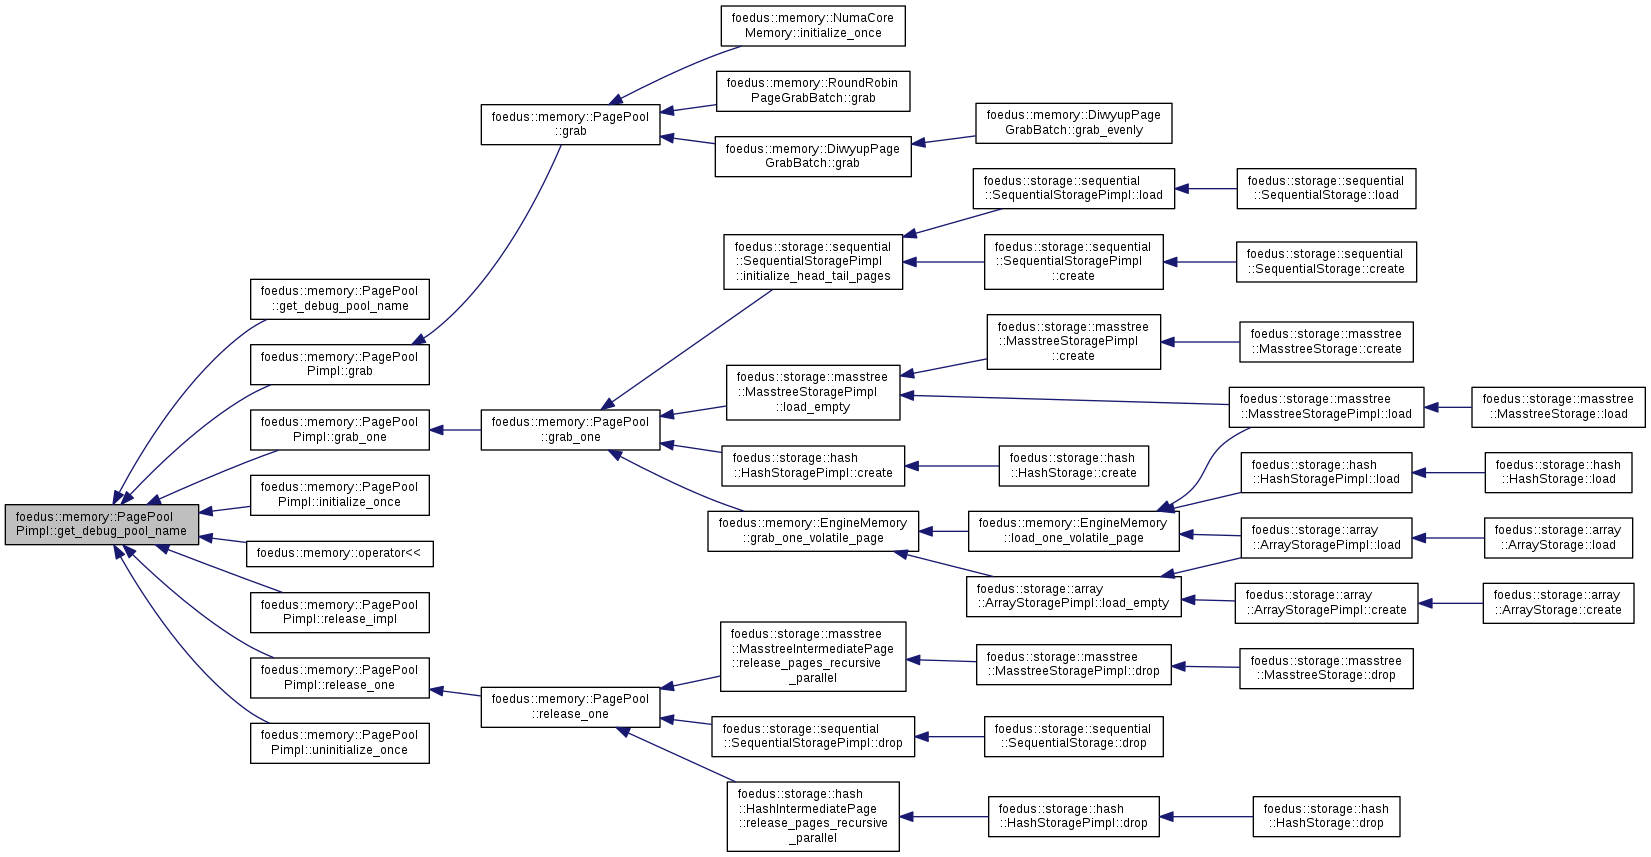 foedus::memory::PagePool
Pimpl::get_debug_pool_name
foedus::memory::PagePool
::get_debug_pool_name
foedus::memory::PagePool
Pimpl::grab
foedus::memory::PagePool
Pimpl::grab_one
foedus::memory::PagePool
Pimpl::initialize_once
foedus::memory::operator<<
foedus::memory::PagePool
Pimpl::release_impl
foedus::memory::PagePool
Pimpl::release_one
foedus::memory::PagePool
Pimpl::uninitialize_once
foedus::memory::PagePool
::grab
foedus::memory::PagePool
::grab_one
foedus::memory::PagePool
::release_one
foedus::memory::NumaCore
Memory::initialize_once
foedus::memory::RoundRobin
PageGrabBatch::grab
foedus::memory::DivvyupPage
GrabBatch::grab
foedus::memory::DivvyupPage
GrabBatch::grab_evenly
foedus::storage::sequential
::SequentialStoragePimpl
::initialize_head_tail_pages
foedus::storage::sequential
::SequentialStoragePimpl::load
foedus::storage::sequential
::SequentialStorage::load
foedus::storage::sequential
::SequentialStoragePimpl
::create
foedus::storage::sequential
::SequentialStorage::create
foedus::storage::masstree
::MasstreeStoragePimpl
::load_empty
foedus::storage::masstree
::MasstreeStoragePimpl
::create
foedus::storage::masstree
::MasstreeStorage::create
foedus::storage::masstree
::MasstreeStoragePimpl::load
foedus::storage::masstree
::MasstreeStorage::load
foedus::storage::hash
::HashStoragePimpl::create
foedus::storage::hash
::HashStorage::create
foedus::storage::hash
::HashStoragePimpl::load
foedus::storage::hash
::HashStorage::load
foedus::memory::EngineMemory
::grab_one_volatile_page
foedus::memory::EngineMemory
::load_one_volatile_page
foedus::storage::array
::ArrayStoragePimpl::load
foedus::storage::array
::ArrayStorage::load
foedus::storage::array
::ArrayStoragePimpl::load_empty
foedus::storage::array
::ArrayStoragePimpl::create
foedus::storage::array
::ArrayStorage::create
foedus::storage::masstree
::MasstreeIntermediatePage
::release_pages_recursive
_parallel
foedus::storage::masstree
::MasstreeStoragePimpl::drop
foedus::storage::masstree
::MasstreeStorage::drop
foedus::storage::sequential
::SequentialStoragePimpl::drop
foedus::storage::sequential
::SequentialStorage::drop
foedus::storage::hash
::HashIntermediatePage
::release_pages_recursive
_parallel
foedus::storage::hash
::HashStoragePimpl::drop
foedus::storage::hash
::HashStorage::drop